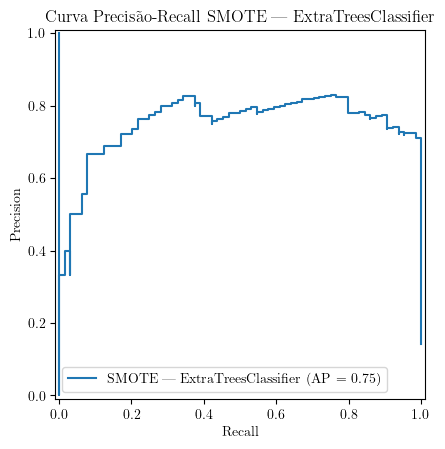 Curva Precisão-Recall SMOTE — ExtraTreesClassifier
1.0
0.8
0.6
0.4
0.2
0.0
Precision
SMOTE — ExtraTreesClassifier (AP = 0.75)
0.0 0.2 0.4 0.6 0.8 1.0
Recall